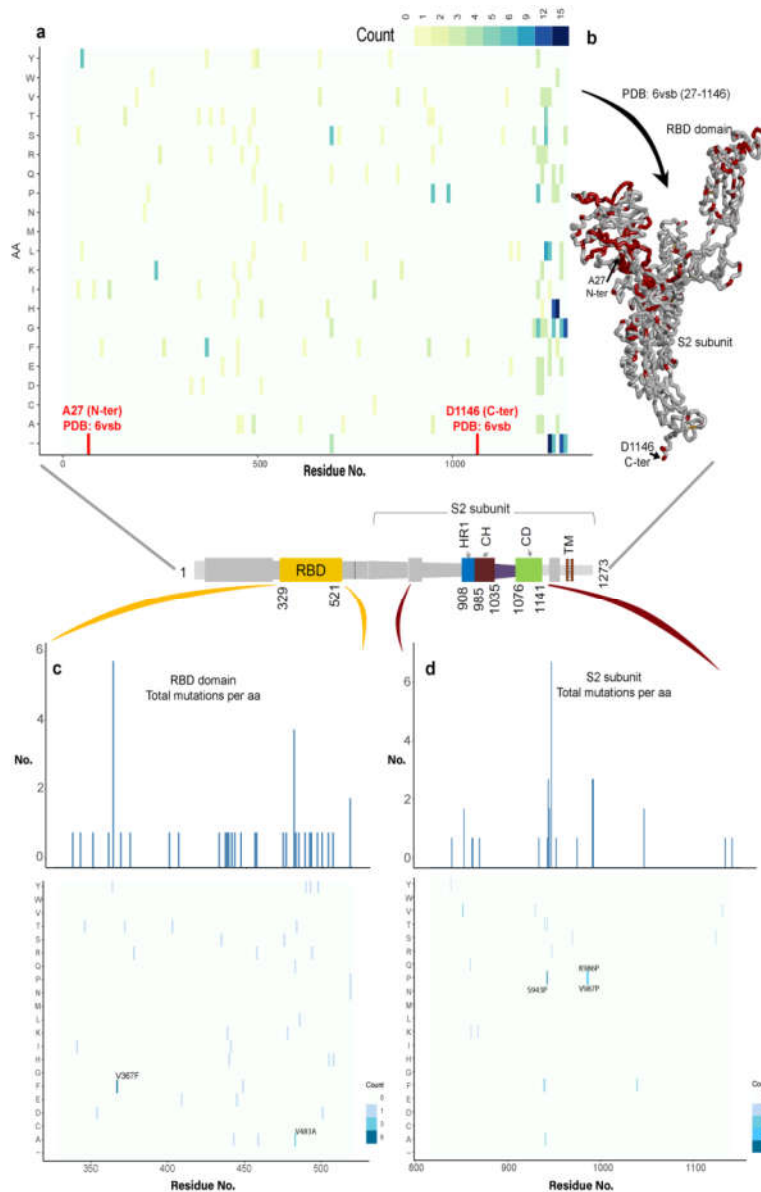 a
Count
0
1
2
3
4
5
6
9
12
15
b
PDB: 6vsb (27-1146)
RBD domain
A27
N-ter
S2 subunit
D1146
C-ter
AA
Y
W
V
T
S
R
Q
P
N
M
L
K
I
H
G
F
E
D
C
A
-
A27 (N-ter)
PDB: 6vsb
D1146 (C-ter)
PDB: 6vsb
0
500
1000
Residue No.
S2 subunit
1
RBD
HR1
CH
CD
TM
329
521
908
985
1035
1076
1141
1273
c
RBD domain
Total mutations per aa
No.
6
4
2
0
d
S2 subunit
Total mutations per aa
No.
6
4
2
0
Y
W
V
T
S
R
Q
P
N
M
L
K
I
H
G
F
E
D
C
A
-
V367F
V483A
Count
0
1
3
6
350
400
450
500
Residue No.
Y
W
V
T
S
R
Q
P
N
M
L
K
I
H
G
F
E
D
C
A
-
S943P
V987P
Count
800
900
1000
1100
Residue No.